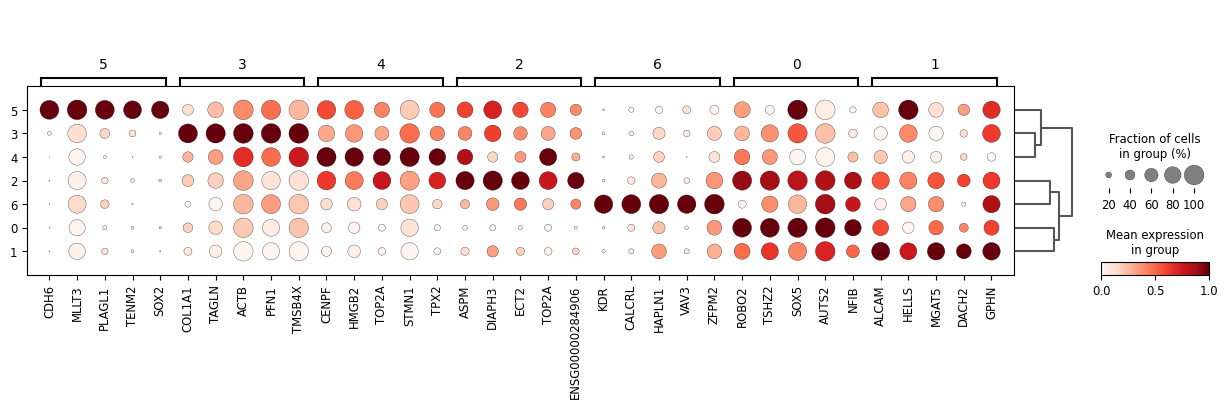 5 3 4 2 6 0 1
5
3
4
2
6
0
1
CDH6 MLLT3 PLAGL1 TENM2 SOX2 COL1A1 TAGLN ACTB PFN1 TMSB4X CENPF HMGB2 TOP2A STMN1 TPX2 ASPM DIAPH3 ECT2 TOP2A ENSG00000284906 KDR CALCRL HAPLN1 VAV3 ZFPM2 ROBO2 TSHZ2 SOX5 AUTS2 NFIB ALCAM HELLS MGAT5 DACH2 GPHN
Fraction of cells
in group (%)
20 40 60 80 100
Mean expression
in group
0.0 0.5 1.0